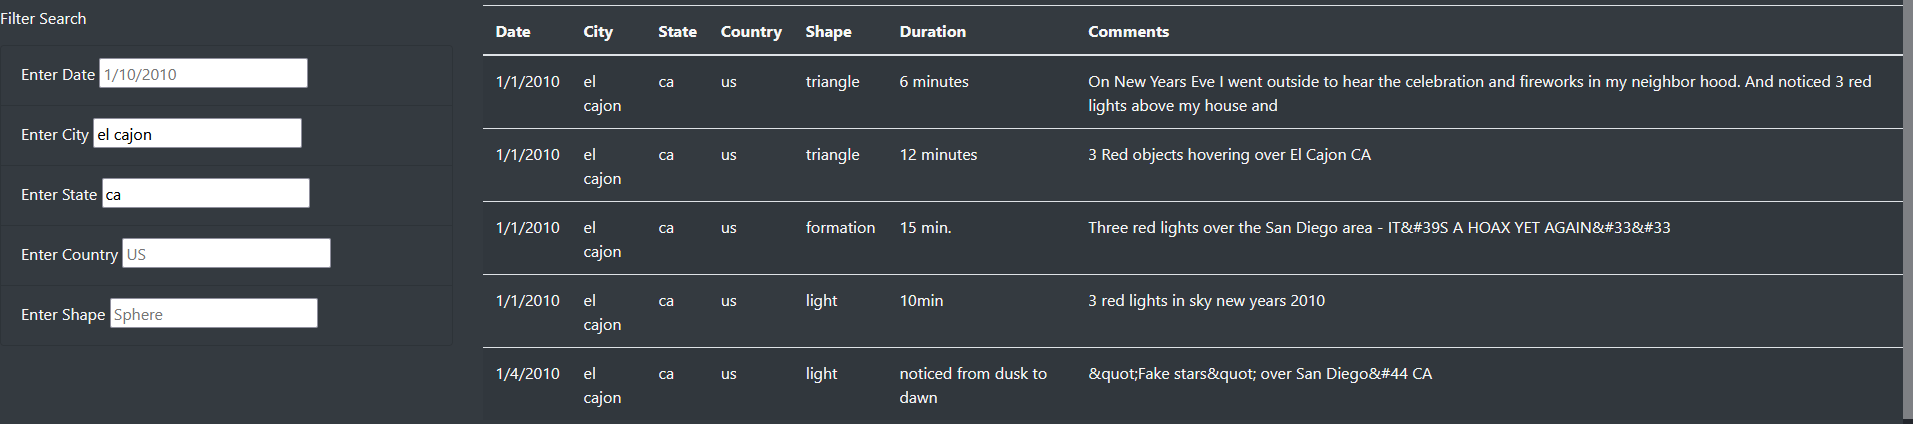 Filter Search
Enter Date 1/10/2010
Enter City el cajon
Enter State ca
Enter Country US
Enter Shape Sphere
Date City State Country Shape Duration Comments
1/1/2010 el ca us triangle 6 minutes On New Years Eve I went outside to hear the celebration and fireworks in my neighbor hood. And noticed 3 red
cajon lights above my house and
1/1/2010 el ca us triangle 12 minutes 3 Red objects hovering over El Cajon CA
cajon
1/1/2010 el ca us formation 15 min. Three red lights over the San Diego area - IT&#39S A HOAX YET AGAIN&#33&#33
cajon
1/1/2010 el ca us light 10min 3 red lights in sky new years 2010
cajon
1/4/2010 el ca us light noticed from dusk to &quot;Fake stars&quot; over San Diego&#44 CA
cajon dawn